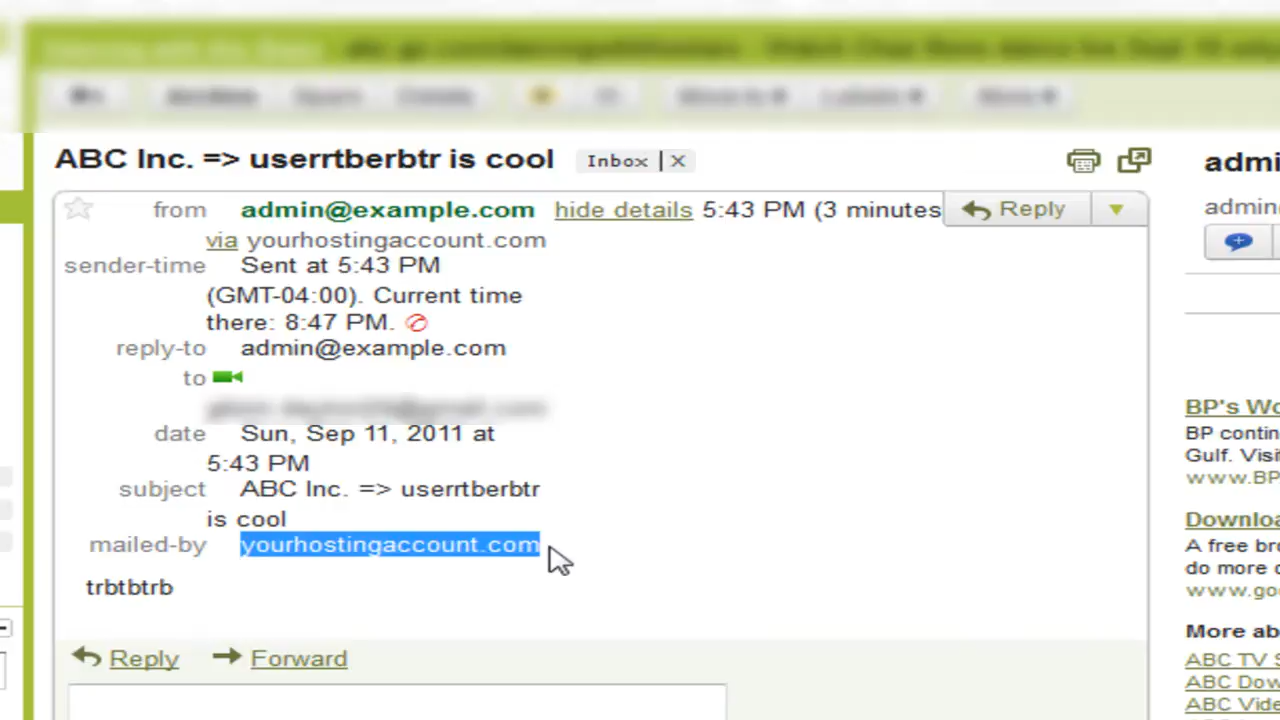 ABC Inc. => userrtberbtr is cool
Inbox | X
from admin@example.com hide details 5:43 PM (3 minutes
Reply
via yourhostingaccount.com
sender-time Sent at 5:43 PM
(GMT-04:00). Current time
there: 8:47 PM.
reply-to admin@example.com
to
date Sun, Sep 11, 2011 at
5:43 PM
subject ABC Inc. => userrtberbtr
is cool
mailed-by yourhostingaccount.com
trbtbtrb
Reply Forward
admi
admin
BP's Wo
BP contin
Gulf. Visi
www.BP
Downloa
A free bro
do more o
www.go
More ab
ABC TV S
ABC Dow
ABC Vide